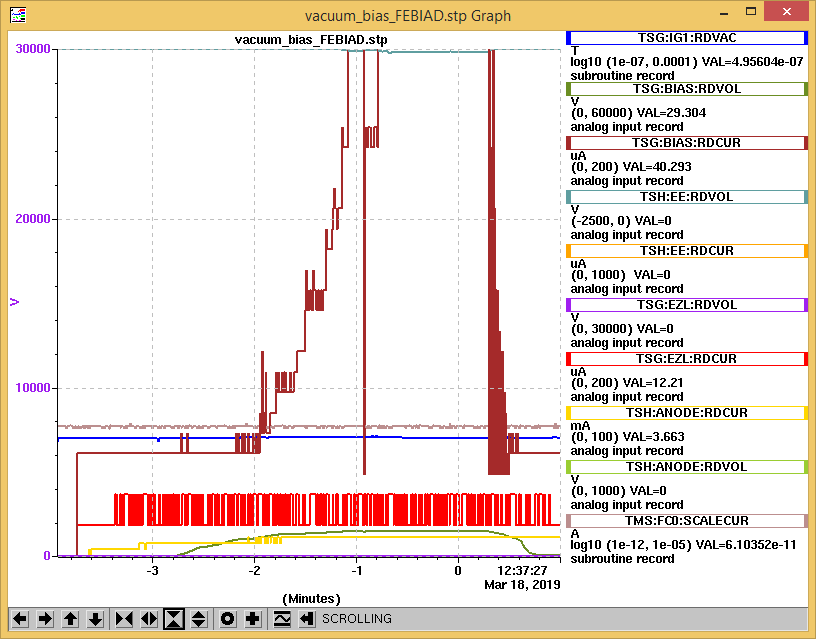 vacuum_bias_FEBIAD.stp Graph
vacuum_bias_FEBIAD.stp
30000
20000
10000
0
V
-3
-2
-1
0
12:37:27
Mar 18, 2019
(Minutes)
TSG:IG1:RDVAC
T
log10 (1e-07, 0.0001) VAL=4.95604e-07
subroutine record
TSG:BIAS:RDVOL
V
(0, 60000) VAL=29.304
analog input record
TSG:BIAS:RDCUR
uA
(0, 200) VAL=40.293
analog input record
TSH:EE:RDVOL
V
(-2500, 0) VAL=0
analog input record
TSH:EE:RDCUR
uA
(0, 1000) VAL=0
analog input record
TSG:EZL:RDVOL
V
(0, 30000) VAL=0
analog input record
TSG:EZL:RDCUR
uA
(0, 200) VAL=12.21
analog input record
TSH:ANODE:RDCUR
mA
(0, 100) VAL=3.663
analog input record
TSH:ANODE:RDVOL
V
(0, 1000) VAL=0
analog input record
TMS:FC0:SCALECUR
A
log10 (1e-12, 1e-05) VAL=6.10352e-11
subroutine record
SCROLLING